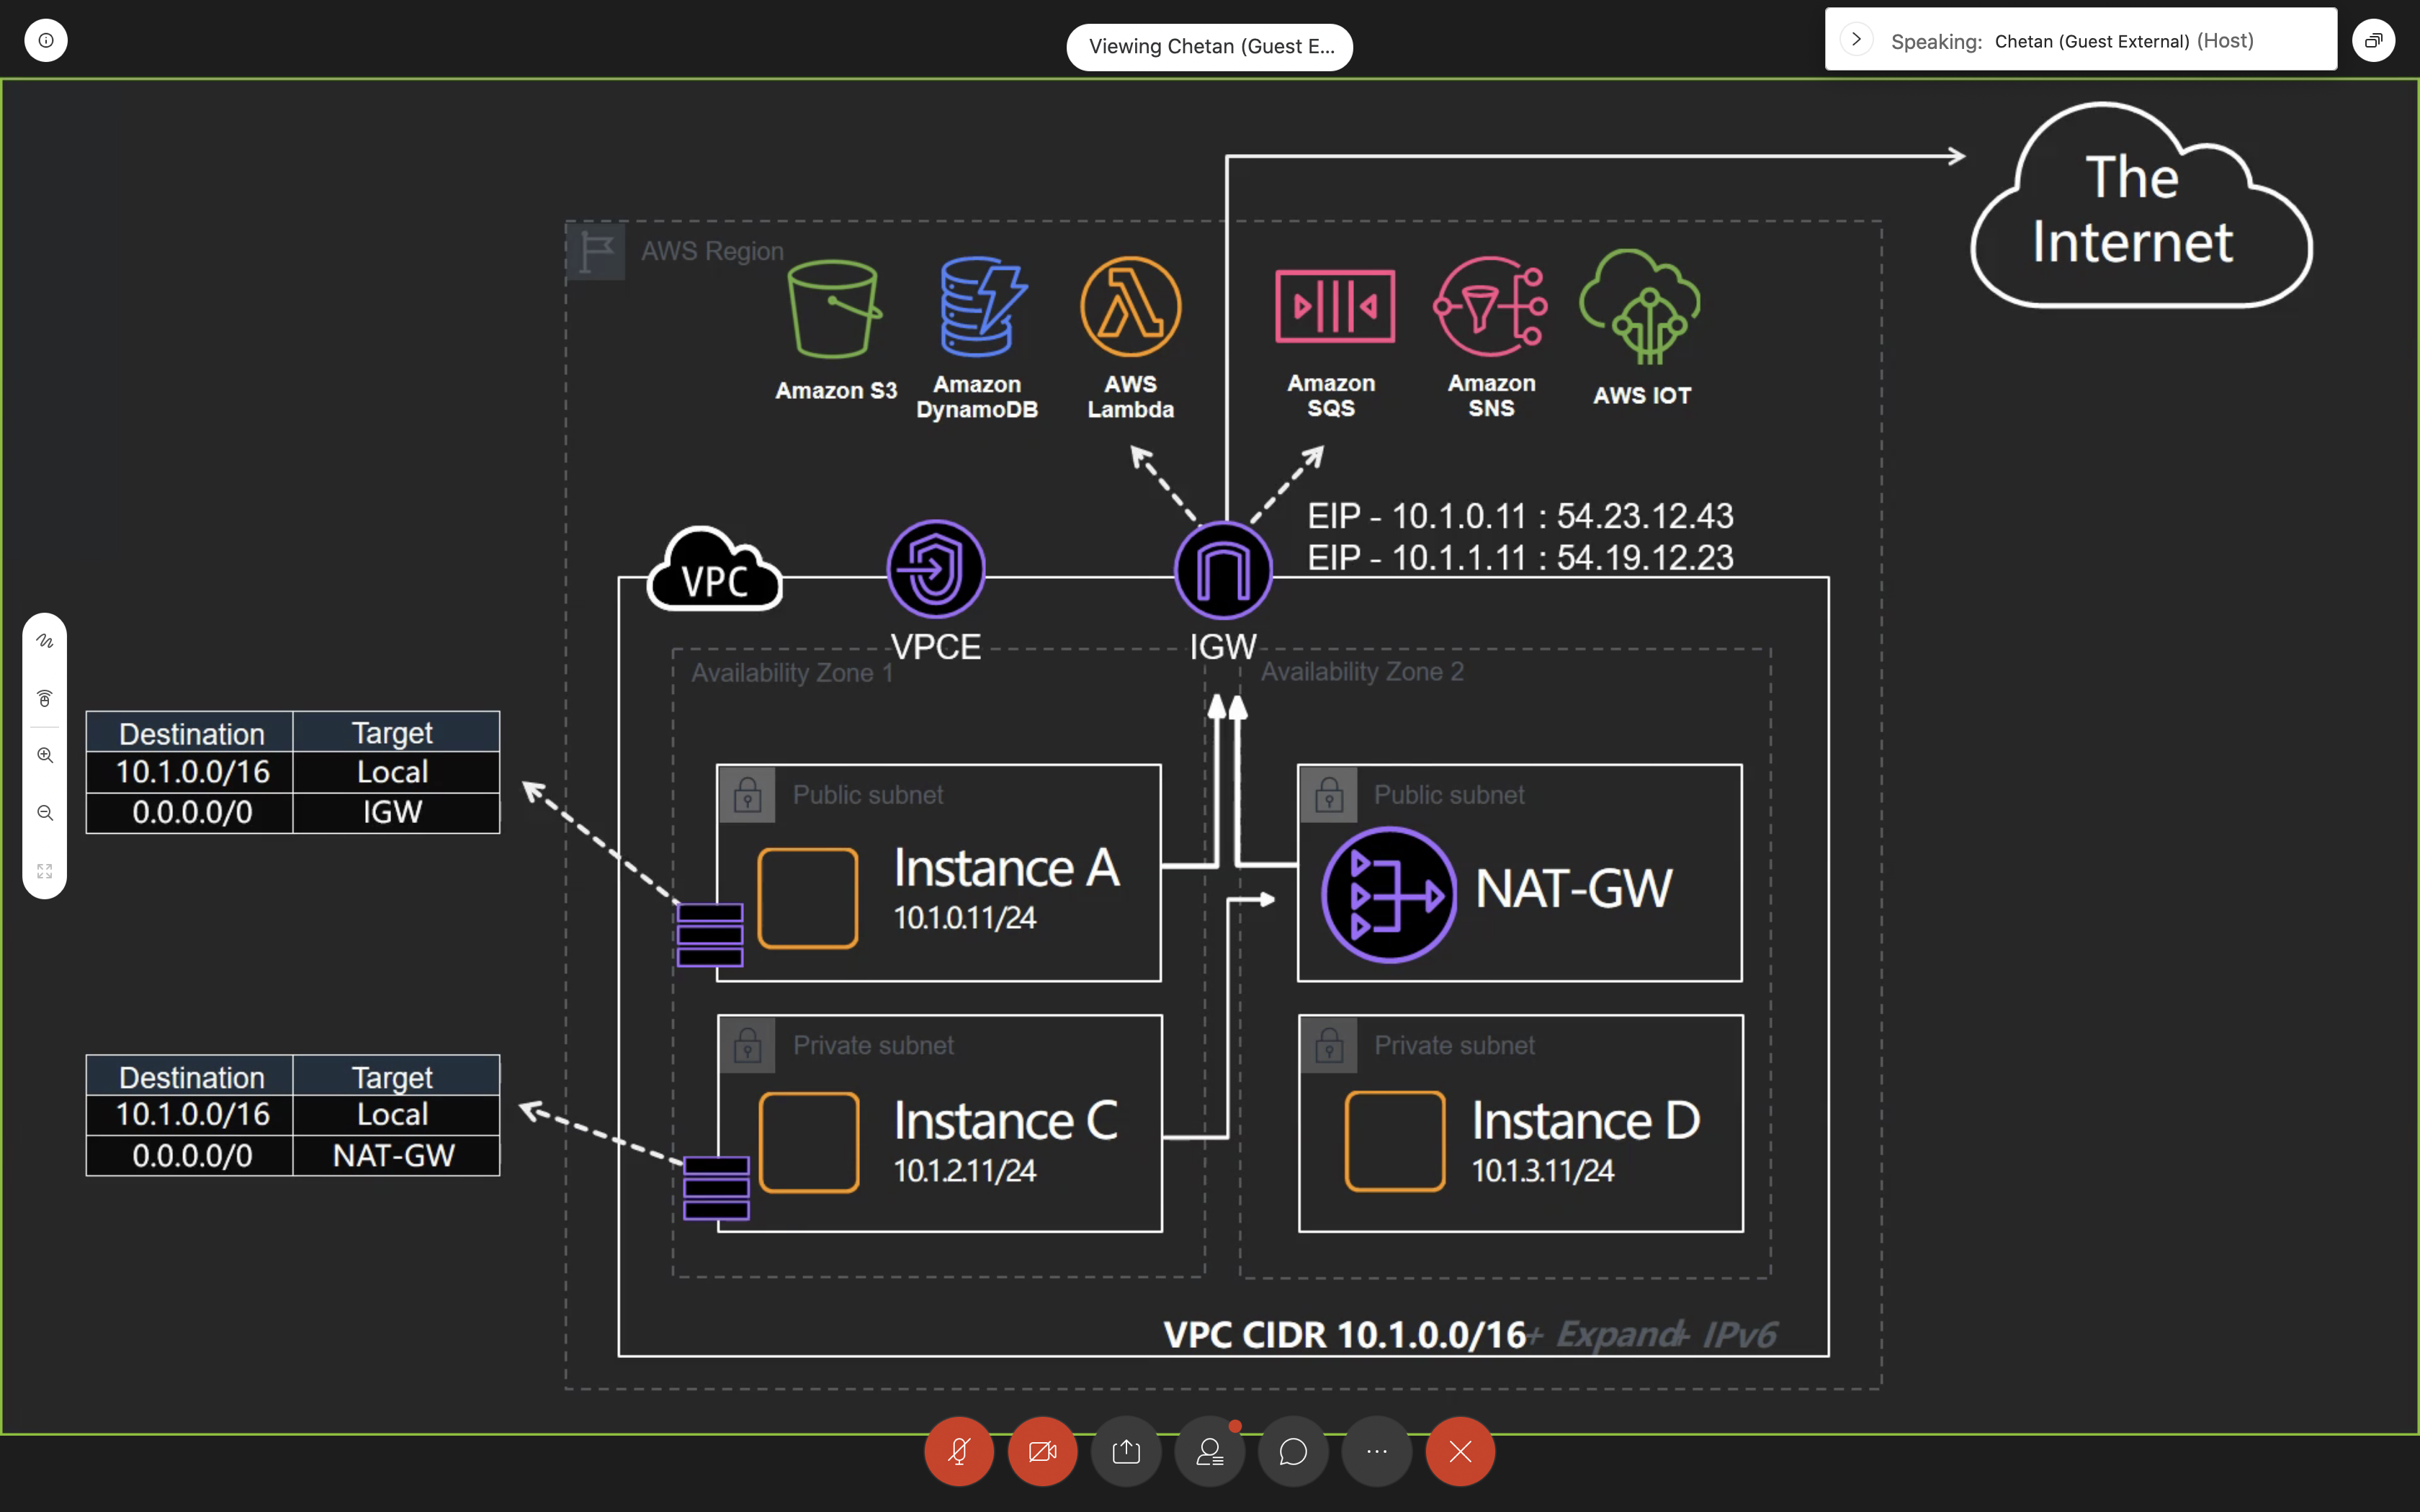 Viewing Chetan (Guest E...
Speaking: Chetan (Guest External) (Host)
The
Internet
AWS Region
Amazon S3
Amazon
DynamoDB
AWS
Lambda
Amazon
SQS
Amazon
SNS
AWS IOT
EIP - 10.1.0.11 : 54.23.12.43
EIP - 10.1.1.11 : 54.19.12.23
VPC
VPCE
IGW
Availability Zone 1
Availability Zone 2
Destination Target
10.1.0.0/16 Local
0.0.0.0/0 IGW
Public subnet
Instance A
10.1.0.11/24
Public subnet
NAT-GW
Destination Target
10.1.0.0/16 Local
0.0.0.0/0 NAT-GW
Private subnet
Instance C
10.1.2.11/24
Private subnet
Instance D
10.1.3.11/24
VPC CIDR 10.1.0.0/16 + Expand + IPv6